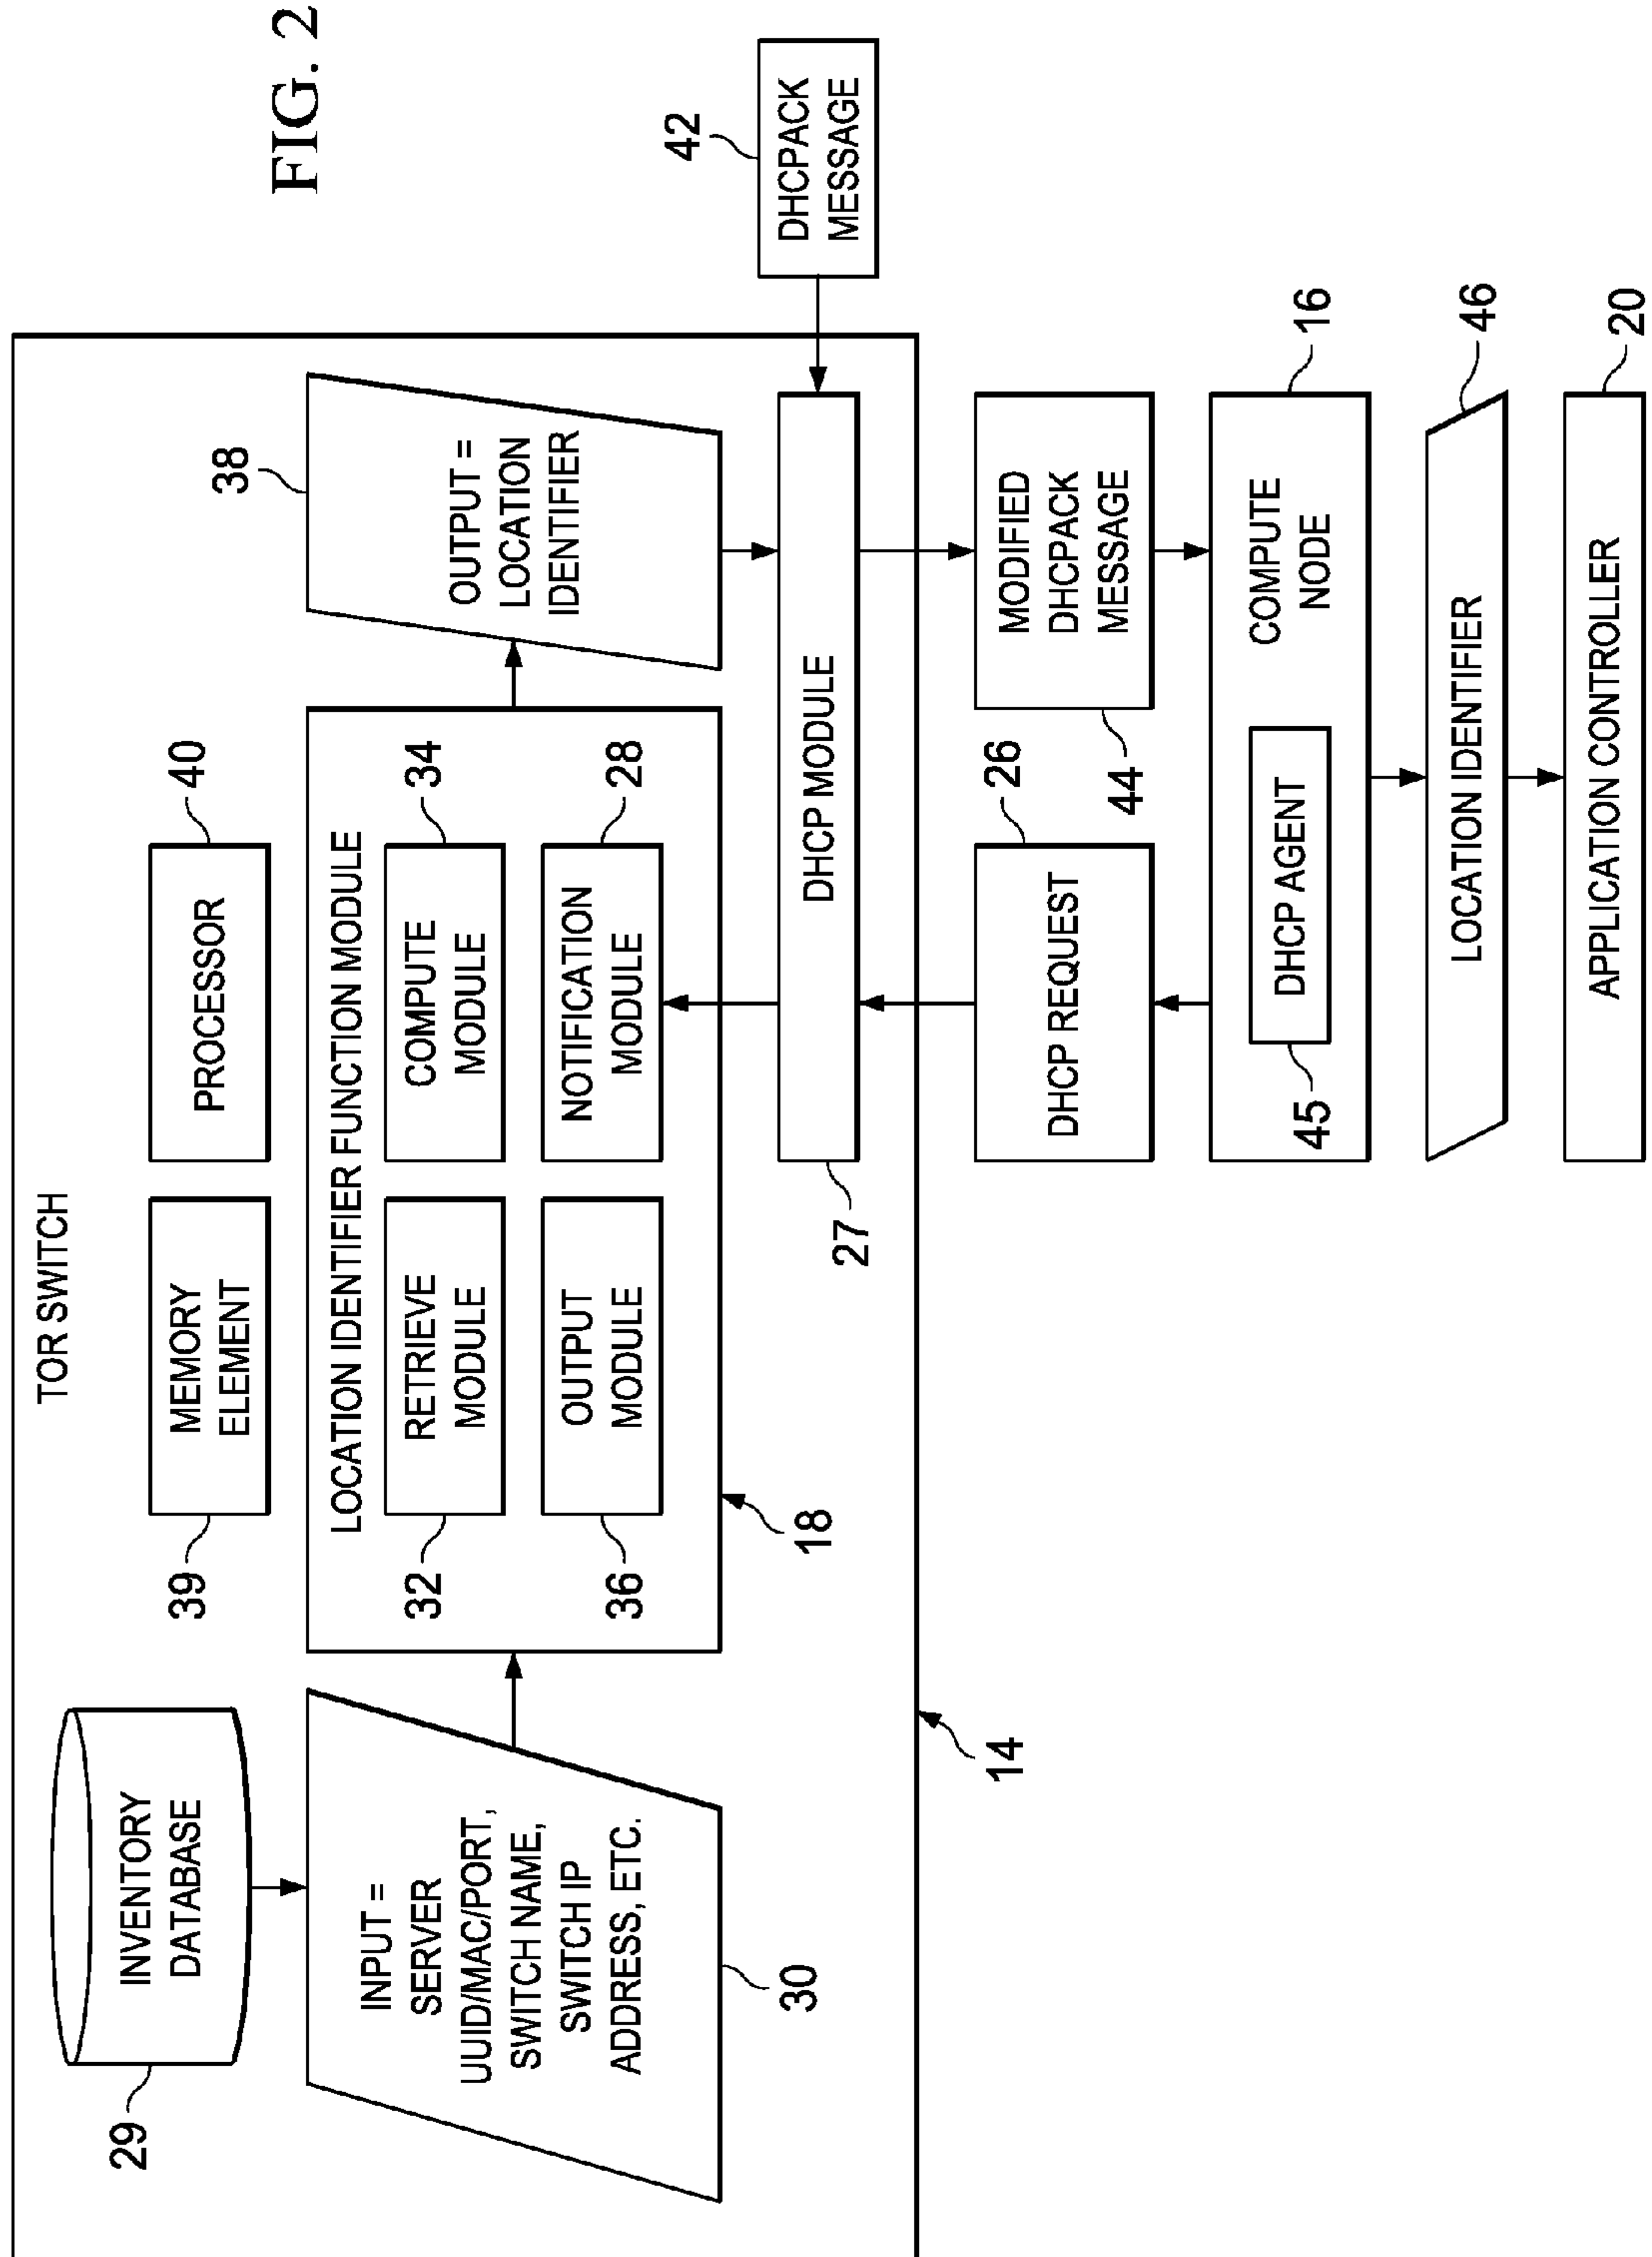 FIG. 2
TOR SWITCH
29
INVENTORY
DATABASE
39
MEMORY
ELEMENT
PROCESSOR
40
38
INPUT =
SERVER
UUID/MAC/PORT,
SWITCH NAME,
SWITCH IP
ADDRESS, ETC.
30
LOCATION IDENTIFIER FUNCTION MODULE
32
RETRIEVE
MODULE
COMPUTE
MODULE
34
36
OUTPUT
MODULE
NOTIFICATION
MODULE
28
18
OUTPUT =
LOCATION
IDENTIFIER
42
DHCPACK
MESSAGE
27
DHCP MODULE
14
DHCP REQUEST
26
44
MODIFIED
DHCPACK
MESSAGE
COMPUTE
NODE
16
45
DHCP AGENT
LOCATION IDENTIFIER
46
APPLICATION CONTROLLER
20